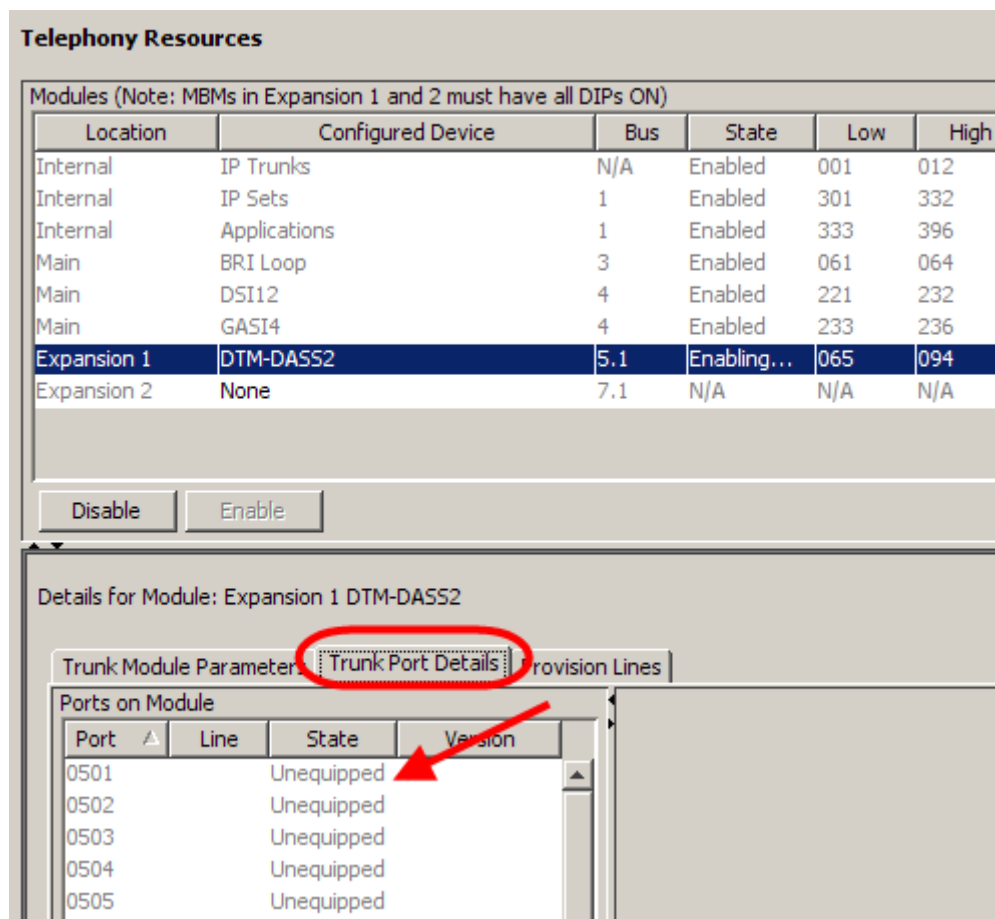 Telephony Resources
Modules (Note: MBMs in Expansion 1 and 2 must have all DIPs ON)
Location Configured Device Bus State Low High
Internal IP Trunks N/A Enabled 001 012
Internal IP Sets 1 Enabled 301 332
Internal Applications 1 Enabled 333 396
Main BRI Loop 3 Enabled 061 064
Main DSI12 4 Enabled 221 232
Main GASI4 4 Enabled 233 236
Expansion 1 DTM-DASS2 5.1 Enabling... 065 094
Expansion 2 None 7.1 N/A N/A N/A
Disable Enable
Details for Module: Expansion 1 DTM-DASS2
Trunk Module Parameters Trunk Port Details Provision Lines
Ports on Module
Port Line State Version
0501 Unequipped
0502 Unequipped
0503 Unequipped
0504 Unequipped
0505 Unequipped